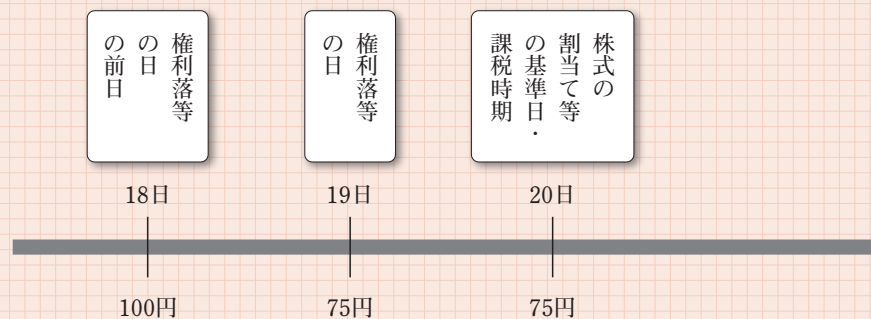 権利落等
の日
の前日
権利落等
の日
株式の
割当て等
の基準日・
課税時期
18日
19日
20日
100円
75円
75円